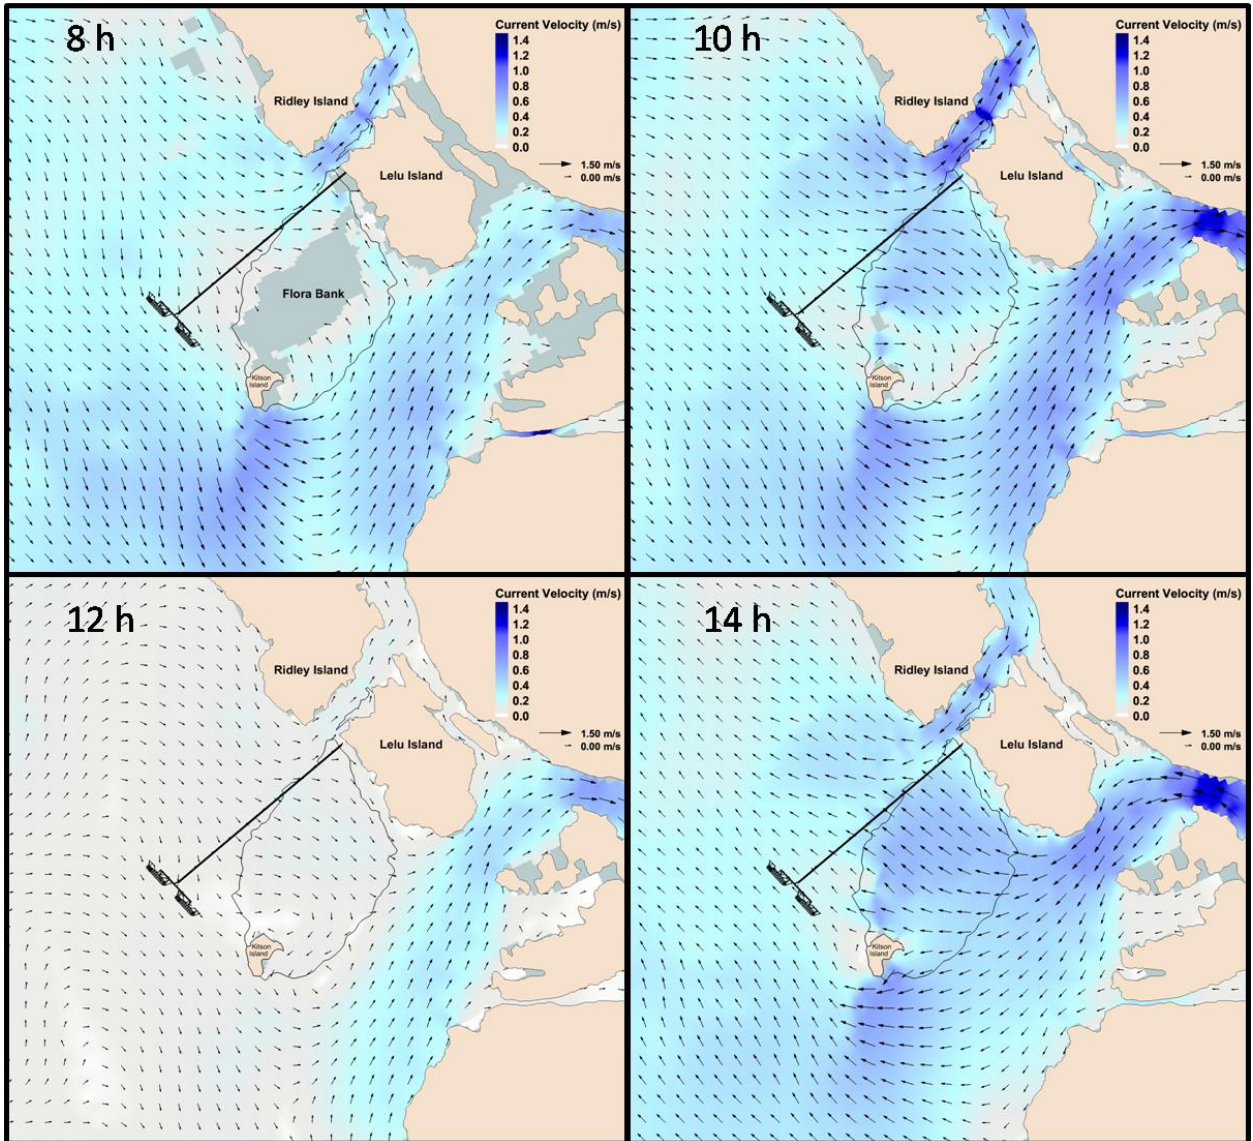 8 h
Current Velocity (m/s)
1.4
1.2
1.0
0.8
0.6
0.4
0.2
0.0
Ridley Island
1.50 m/s
0.00 m/s
Lelu Island
Flora Bank
Kitson
Island
10 h
Current Velocity (m/s)
1.4
1.2
1.0
0.8
0.6
0.4
0.2
0.0
Ridley Island
1.50 m/s
0.00 m/s
Lelu Island
Kitson
Island
12 h
Current Velocity (m/s)
1.4
1.2
1.0
0.8
0.6
0.4
0.2
0.0
Ridley Island
1.50 m/s
0.00 m/s
Lelu Island
Kitson
Island
14 h
Current Velocity (m/s)
1.4
1.2
1.0
0.8
0.6
0.4
0.2
0.0
Ridley Island
1.50 m/s
0.00 m/s
Lelu Island
Kitson
Island